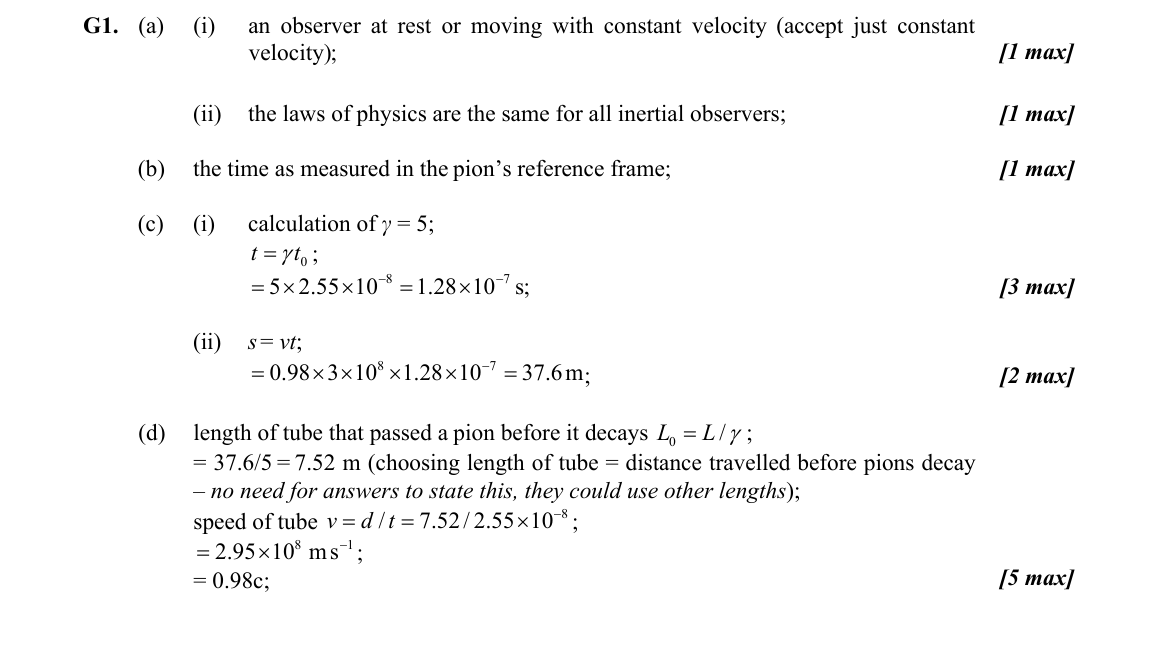 G1. (a) (i) an observer at rest or moving with constant velocity (accept just constant
velocity); [1 max]
(ii) the laws of physics are the same for all inertial observers; [1 max]
(b) the time as measured in the pion’s reference frame; [1 max]
(c) (i) calculation of γ = 5;
t = γt₀ ;
= 5×2.55×10⁻⁸ = 1.28×10⁻⁷ s; [3 max]
(ii) s = vt;
= 0.98×3×10⁸ ×1.28×10⁻⁷ = 37.6 m; [2 max]
(d) length of tube that passed a pion before it decays L₀ = L / γ ;
= 37.6/5 = 7.52 m (choosing length of tube = distance travelled before pions decay
– no need for answers to state this, they could use other lengths);
speed of tube v = d / t = 7.52 / 2.55×10⁻⁸ ;
= 2.95×10⁸ m s⁻¹ ;
= 0.98c; [5 max]